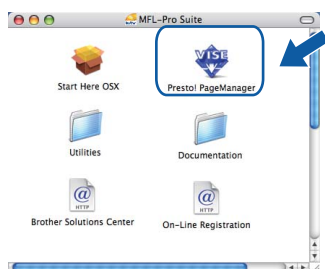 MFL-Pro Suite
VISE
Start Here OSX
Presto! PageManager
Utilities
Documentation
@
HTTP
@
HTTP
Brother Solutions Center
On-Line Registration